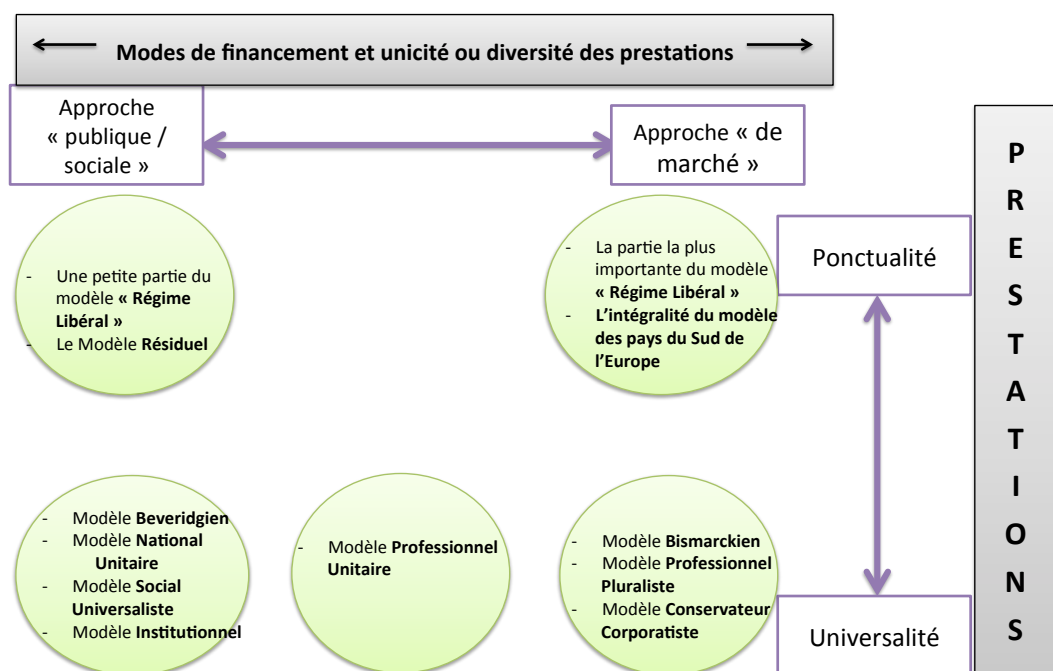 Modes de financement et unicité ou diversité des prestations
Approche
« publique /
sociale »
Approche « de
marché »
P
R
E
S
T
A
T
I
O
N
S
- Une petite partie du
modèle « Régime
Libéral »
- Le Modèle Résiduel
- La partie la plus
importante du modèle
« Régime Libéral »
- L'intégralité du modèle
des pays du Sud de
l'Europe
Ponctualité
- Modèle Beveridgien
- Modèle National
Unitaire
- Modèle Social
Universaliste
- Modèle Institutionnel
- Modèle Professionnel
Unitaire
- Modèle Bismarckien
- Modèle Professionnel
Pluraliste
- Modèle Conservateur
Corporatiste
Universalité